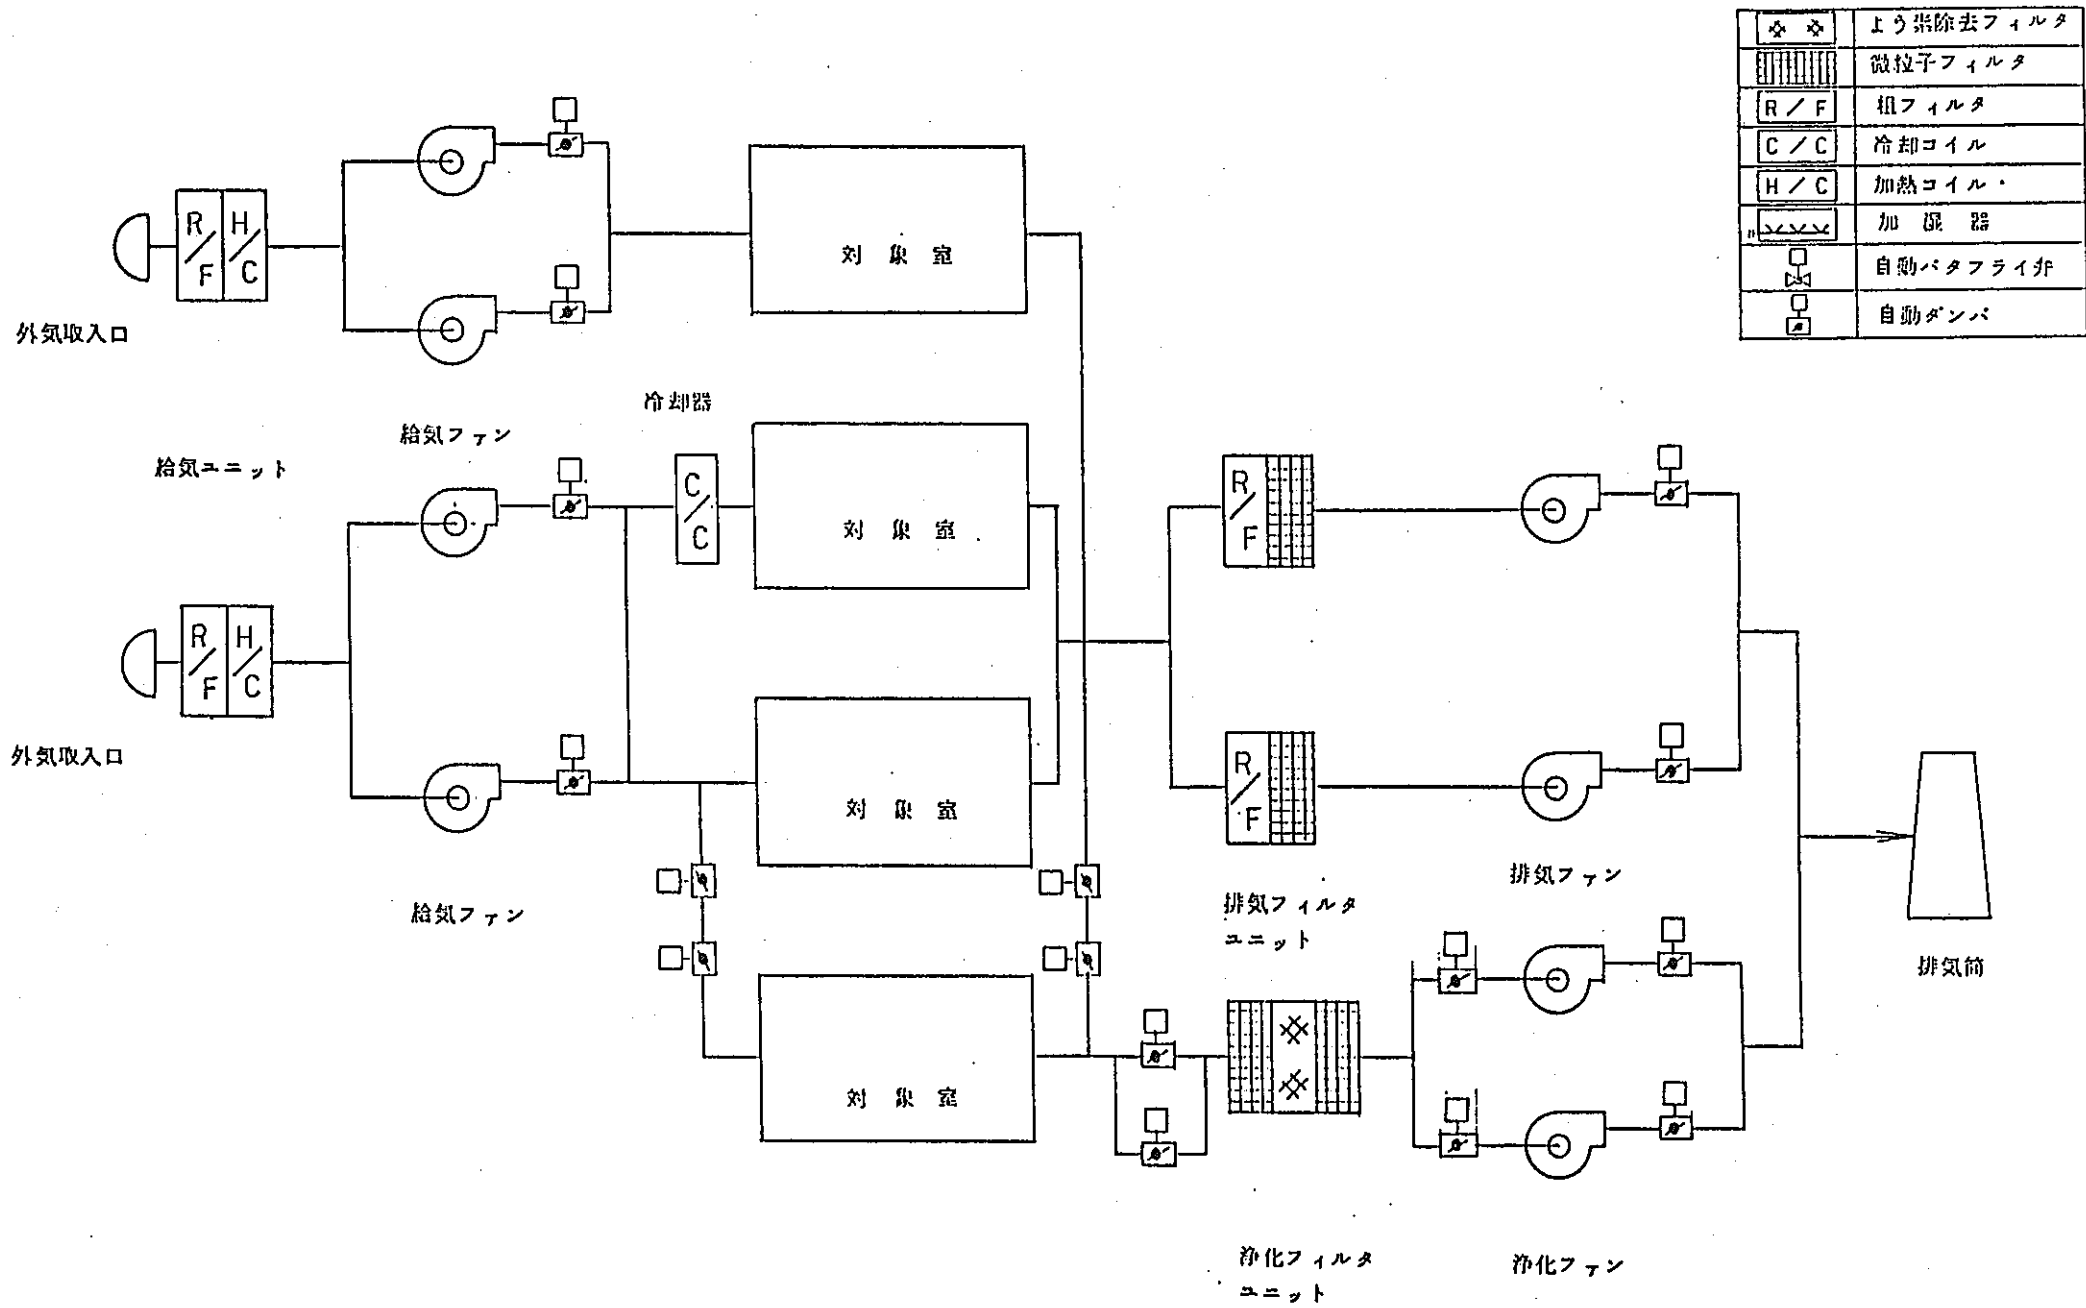 よう素除去フィルタ
微粒子フィルタ
R/F 粗フィルタ
C/C 冷却コイル
H/C 加熱コイル・
加湿器
自動バタフライ弁
自動ダンパ
R/F H/C
対象室
外気取入口
冷却器
給気ファン
給気ユニット
C/C
対象室
R/F
R/F H/C
外気取入口
対象室
R/F
給気ファン
排気ファン
排気フィルタ
ユニット
排気筒
対象室
浄化フィルタ
ユニット
浄化ファン